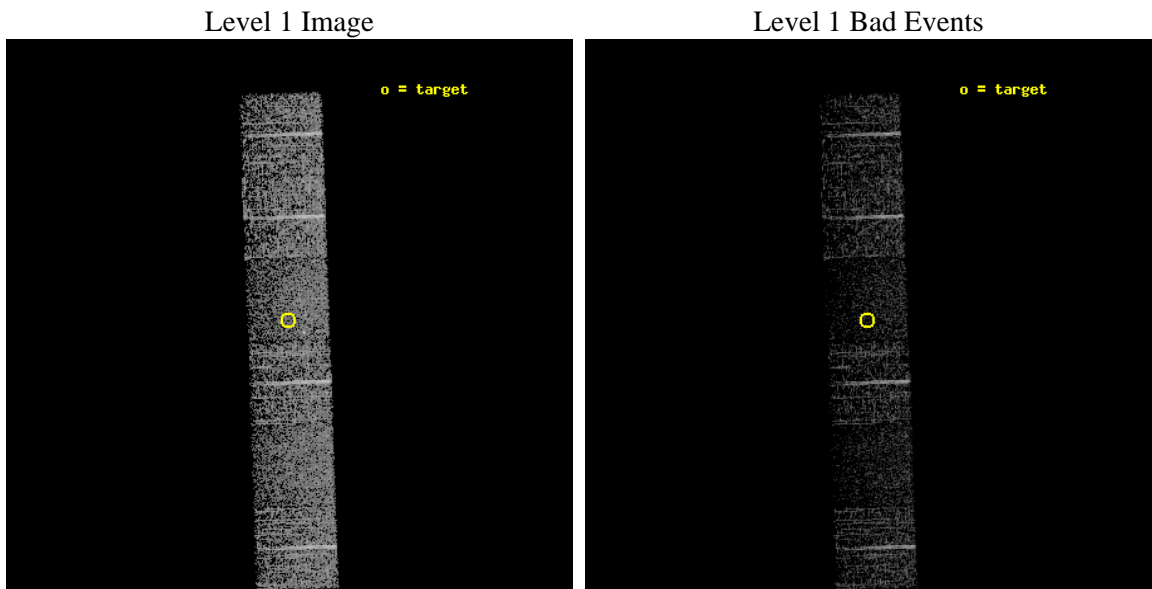 Level 1 Image
Level 1 Bad Events
o = target
o = target